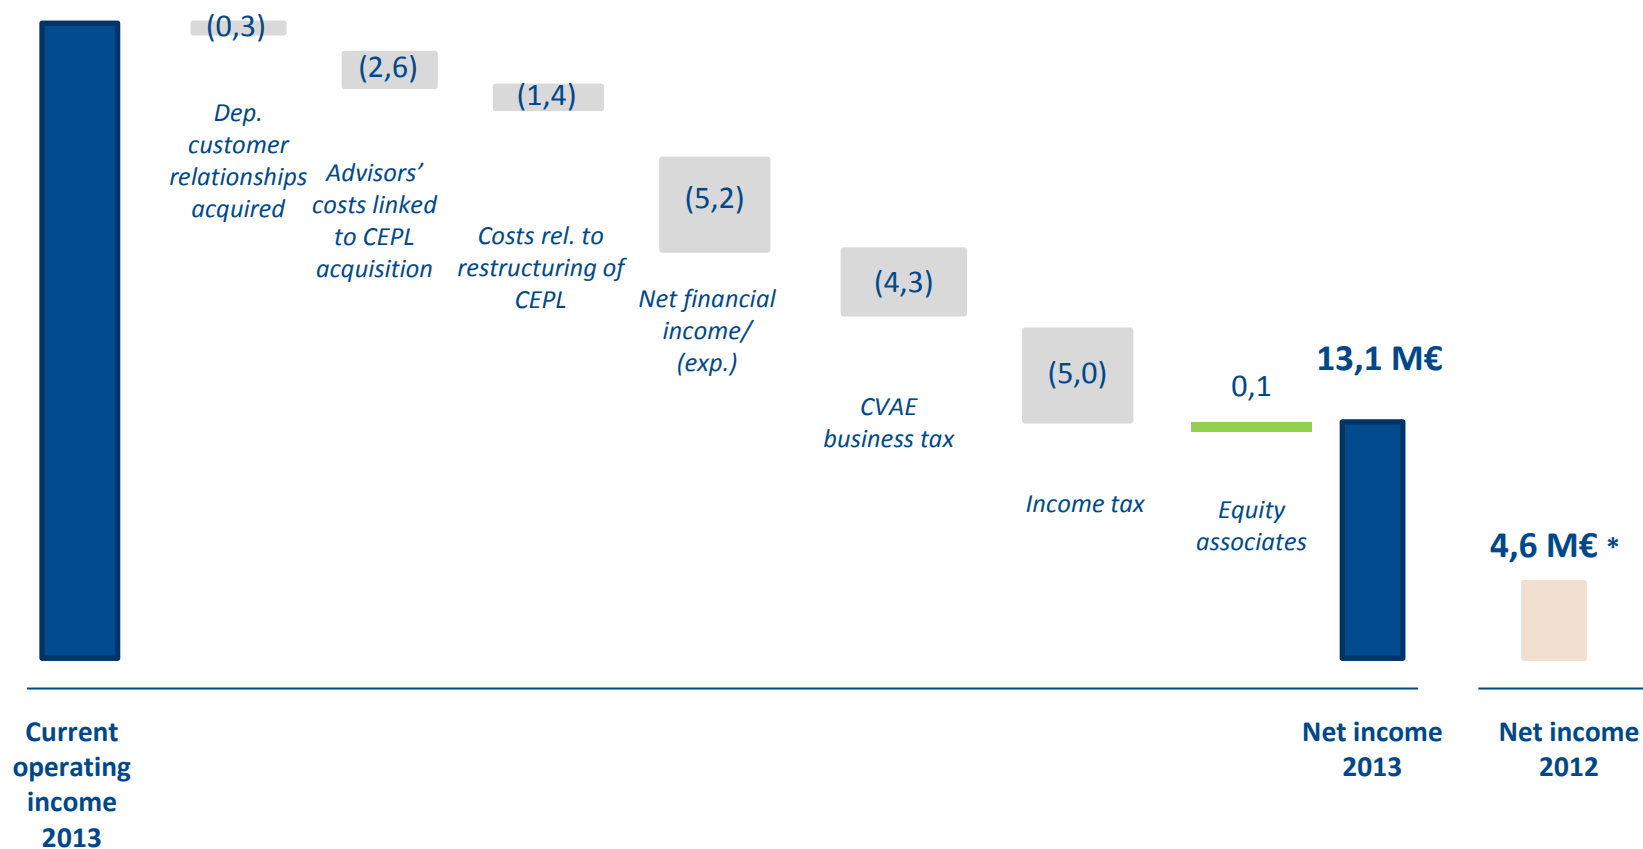 (0,3)
Dep.
customer
relationships
acquired
(2,6)
Advisors’
costs linked
to CEPL
acquisition
(1,4)
Costs rel. to
restructuring of
CEPL
(5,2)
Net financial
income/
(exp.)
(4,3)
CVAE
business tax
(5,0)
Income tax
0,1
Equity
associates
13,1 M€
4,6 M€ *
Current
operating
income
2013
Net income
2013
Net income
2012